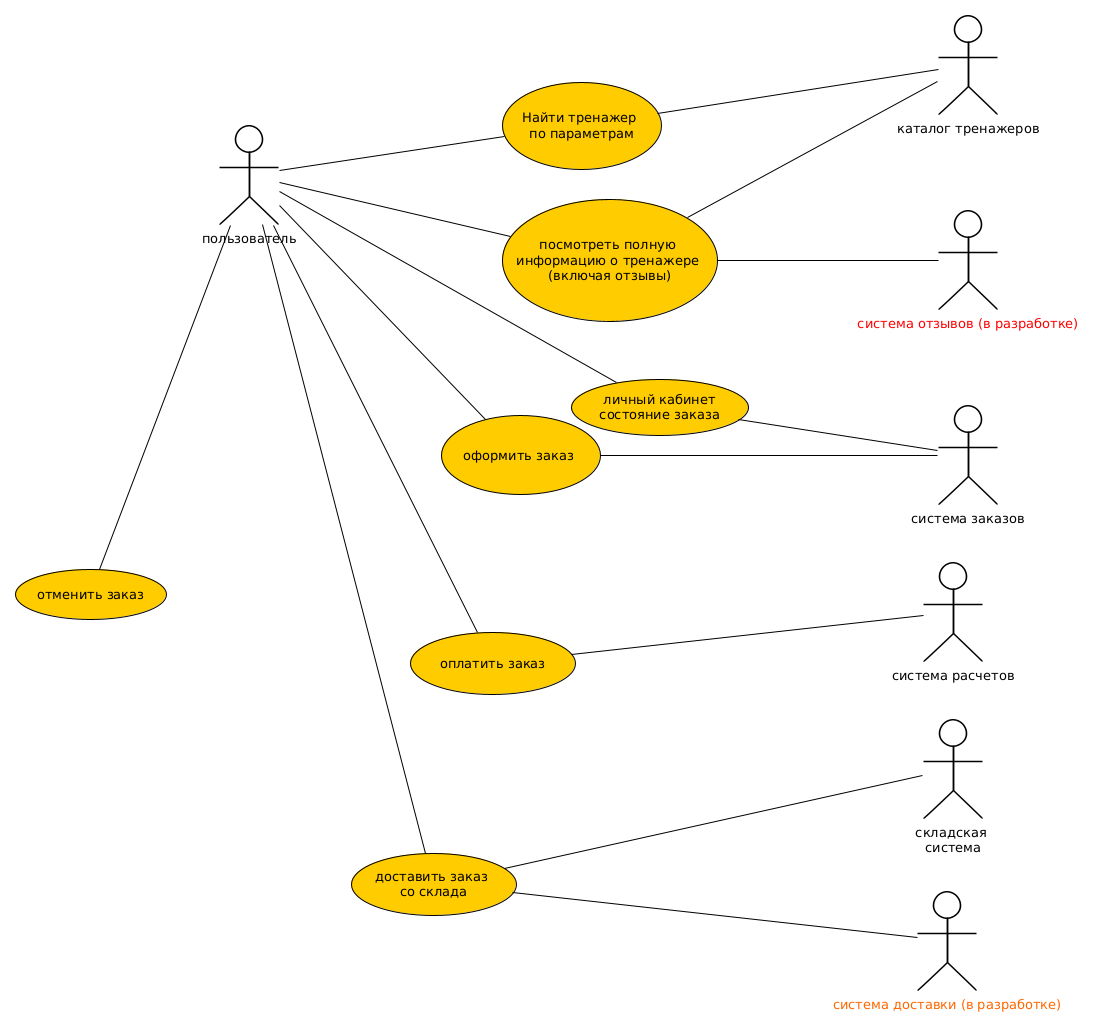 Найти тренажер
по параметрам
каталог тренажеров
пользователь
посмотреть полную
информацию о тренажере
(включая отзывы)
система отзывов (в разработке)
личный кабинет
состояние заказа
оформить заказ
система заказов
отменить заказ
оплатить заказ
система расчетов
складская
система
доставить заказ
со склада
система доставки (в разработке)